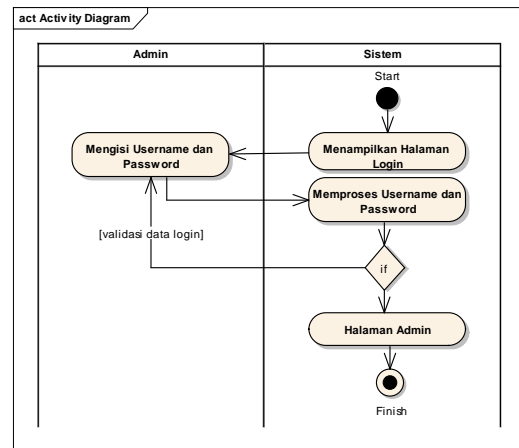 act Activity Diagram
Admin
Sistem
Start
Menampilkan Halaman
Login
Mengisi Username dan
Password
Memproses Username dan
Password
[validasi data login]
if
Halaman Admin
Finish